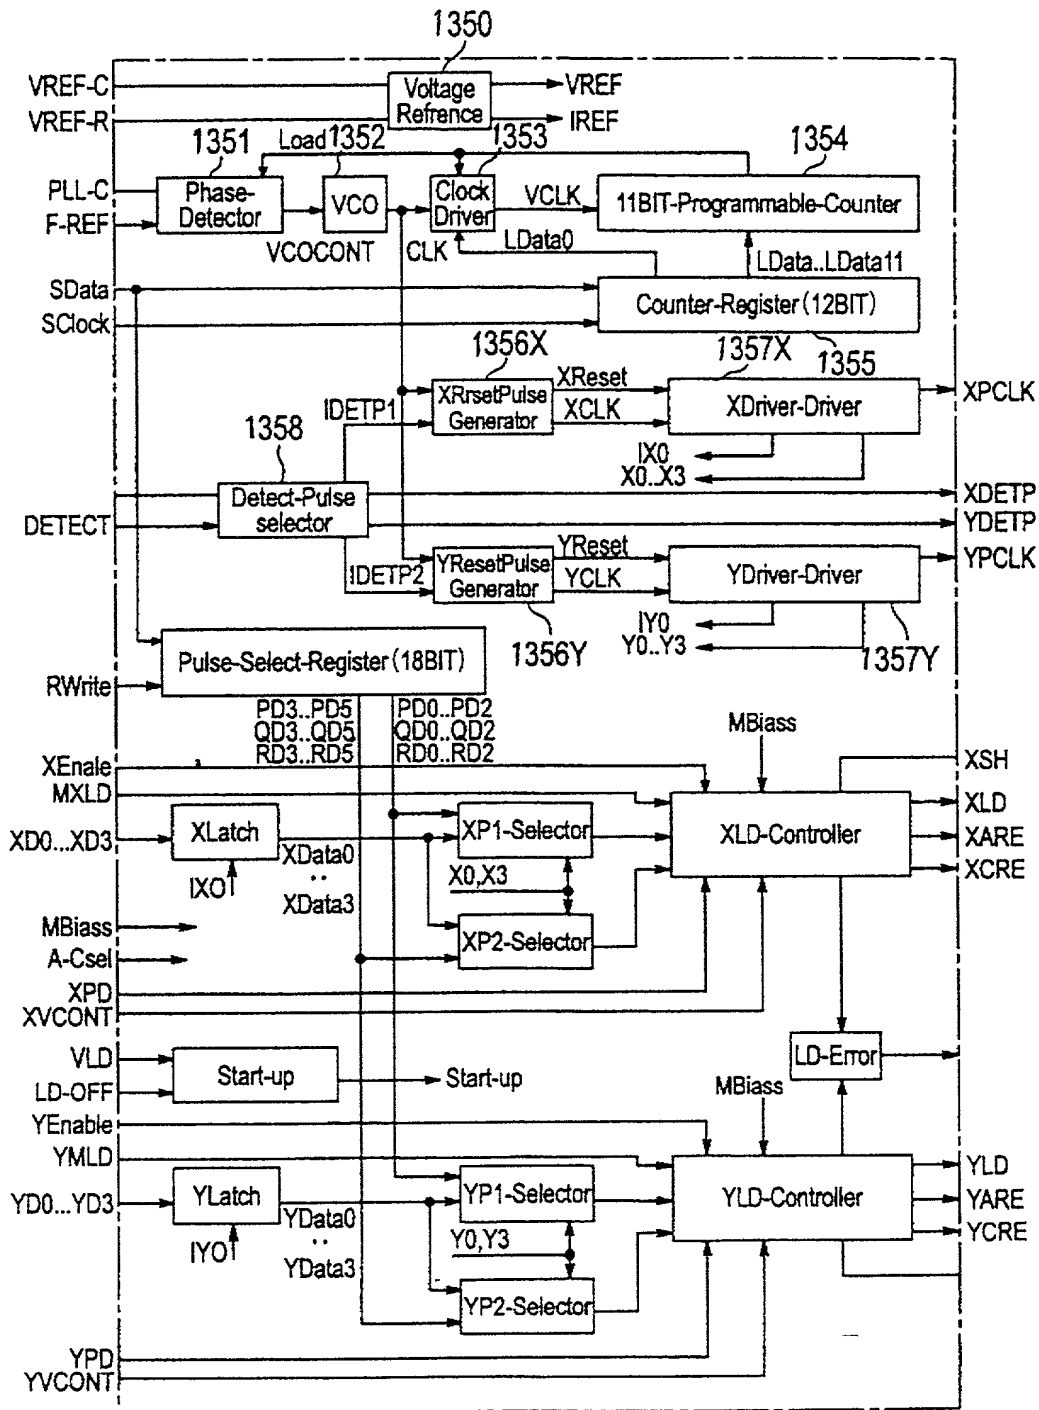 1350
VREF-C
Voltage
Refrence
VREF
VREF-R
IREF
1351
Load
1352
1353
1354
PLL-C
Phase-
Detector
VCO
Clock
Driver
VCLK
11BIT-Programmable-Counter
F-REF
VCOCONT
CLK
LData0
LData..LData11
SData
Counter-Register(12BIT)
SClock
1355
1356X
1357X
XRrsetPulse
Generator
XReset
XCLK
XDriver-Driver
XPCLK
IDETP1
1358
IX0
X0..X3
Detect-Pulse
selector
XDETP
DETECT
YDETP
IDETP2
YResetPulse
Generator
YReset
YCLK
YDriver-Driver
YPCLK
IY0
Y0..Y3
1356Y
1357Y
Pulse-Select-Register(18BIT)
RWrite
PD3..PD5
QD3..QD5
RD3..RD5
PD0..PD2
QD0..QD2
RD0..RD2
MBiass
XEnale
XSH
MXLD
XLD
XD0...XD3
XLatch
XData0
..
XData3
XP1-Selector
XLD-Controller
XARE
XCRE
IXO
X0,X3
MBiass
XP2-Selector
A-Csel
XPD
XVCONT
VLD
Start-up
Start-up
LD-Error
LD-OFF
MBiass
YEnable
YMLD
YLD
YD0...YD3
YLatch
YData0
..
YData3
YP1-Selector
YLD-Controller
YARE
YCRE
IYO
Y0,Y3
YP2-Selector
YPD
YVCONT